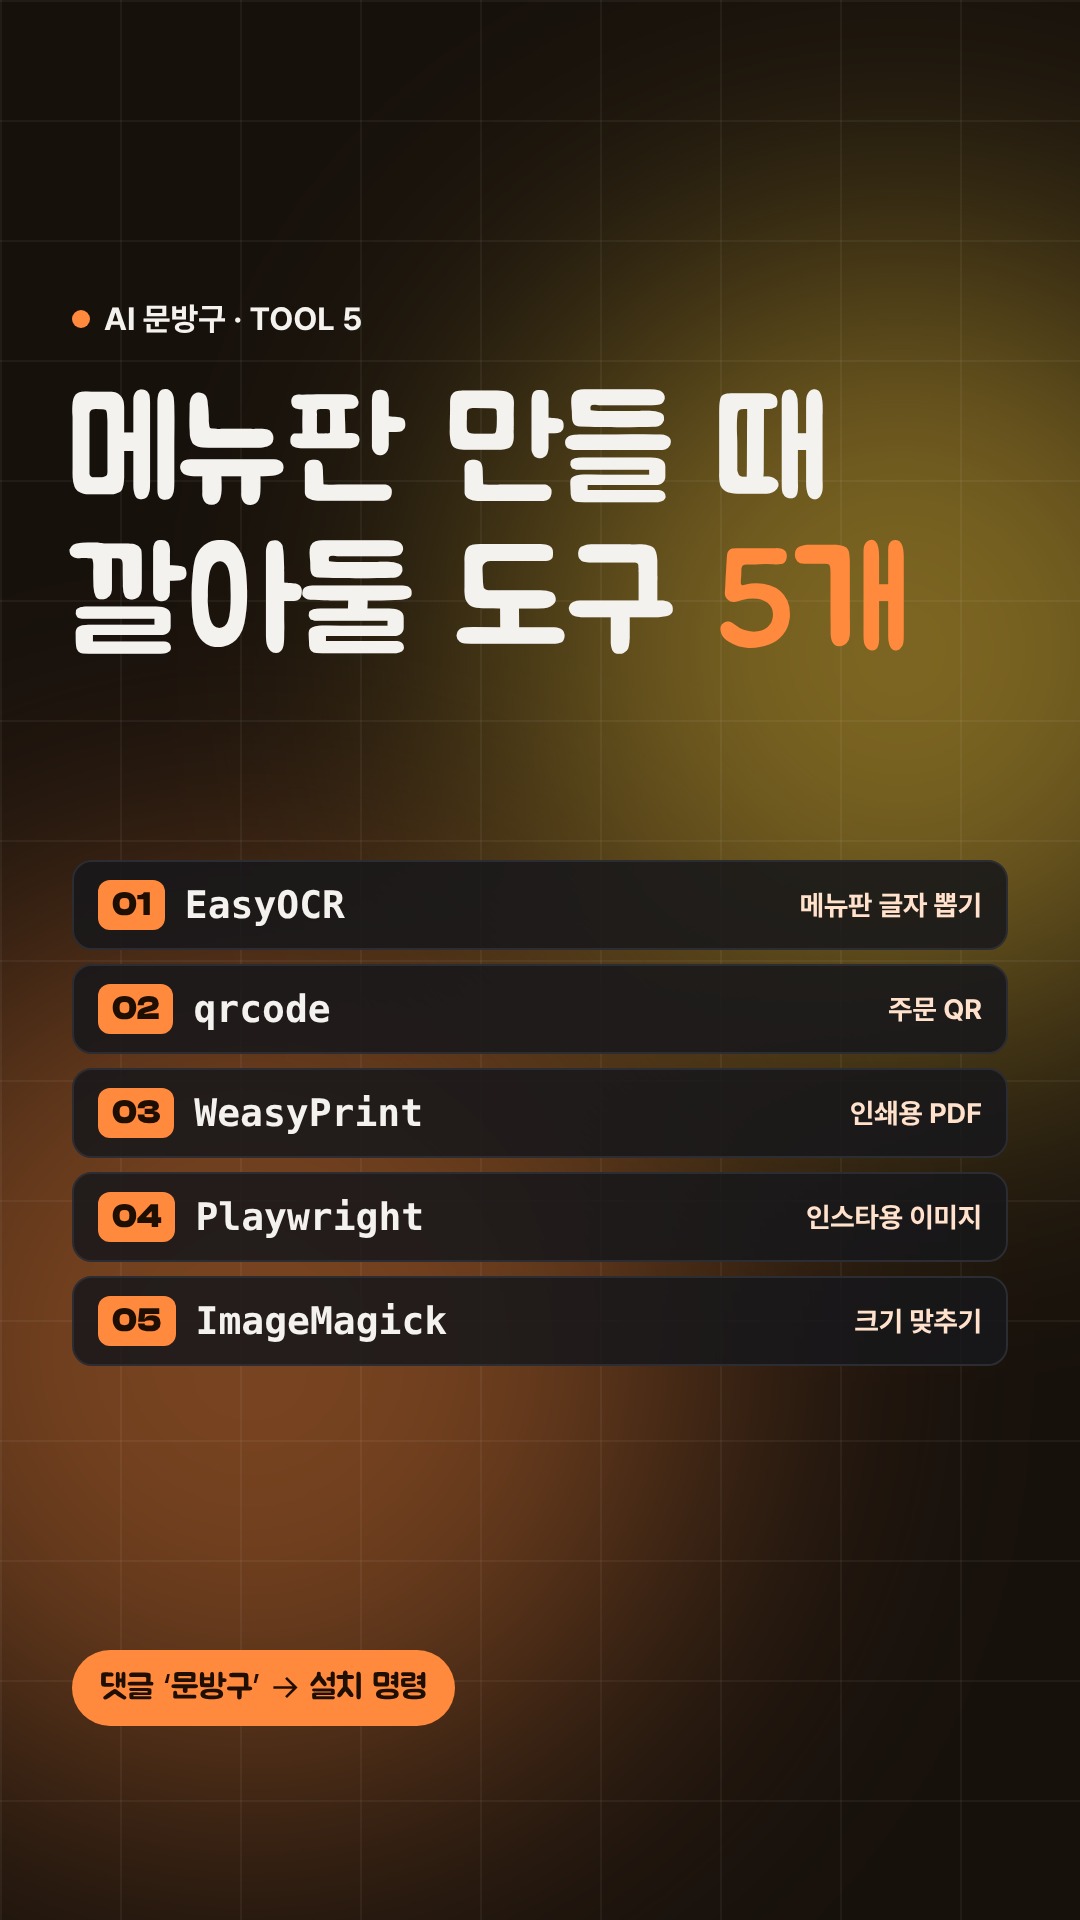 AI 문방구 · TOOL 5
메뉴판 만들 때
깔아둘 도구 5개
01 EasyOCR 메뉴판 글자 뽑기
02 qrcode 주문 QR
03 WeasyPrint 인쇄용 PDF
04 Playwright 인스타용 이미지
05 ImageMagick 크기 맞추기
댓글 ‘문방구’ → 설치 명령